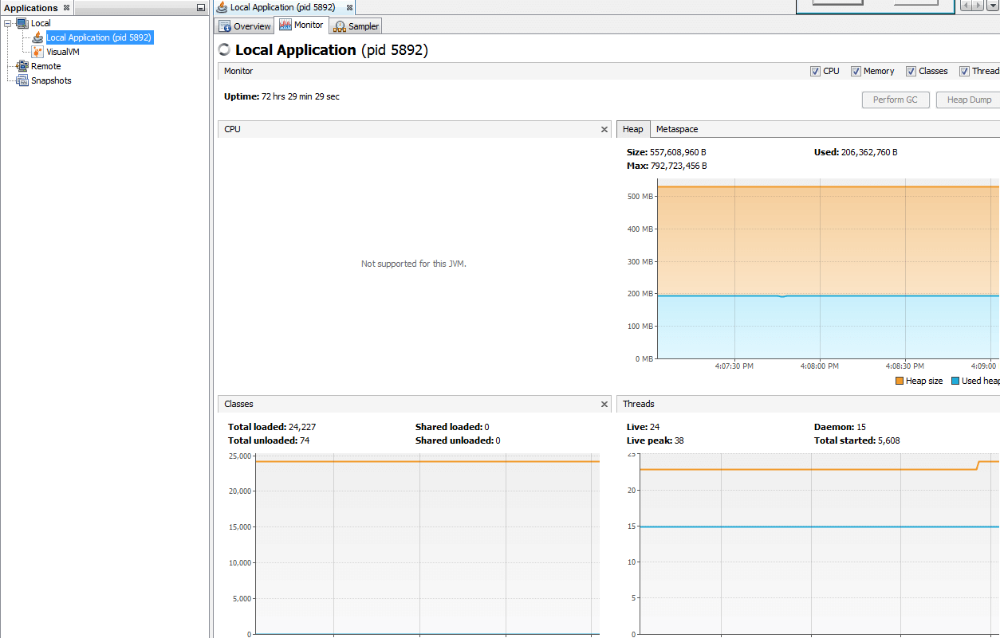 Applications
Local
Local Application (pid 5892)
VisualVM
Remote
Snapshots
Local Application (pid 5892)
Overview
Monitor
Sampler
Local Application (pid 5892)
Monitor
CPU
Memory
Classes
Thread
Uptime: 72 hrs 29 min 29 sec
Perform GC
Heap Dump
CPU
Not supported for this JVM.
Heap
Metaspace
Size: 557,608,960 B
Used: 206,362,760 B
Max: 792,723,456 B
500 MB
400 MB
300 MB
200 MB
100 MB
0 MB
4:07:30 PM
4:08:00 PM
4:08:30 PM
4:09:00
Heap size
Used heap
Classes
Total loaded: 24,227
Shared loaded: 0
Total unloaded: 74
Shared unloaded: 0
25,000
20,000
15,000
10,000
5,000
0
Threads
Live: 24
Daemon: 15
Live peak: 38
Total started: 5,608
25
20
15
10
5
0